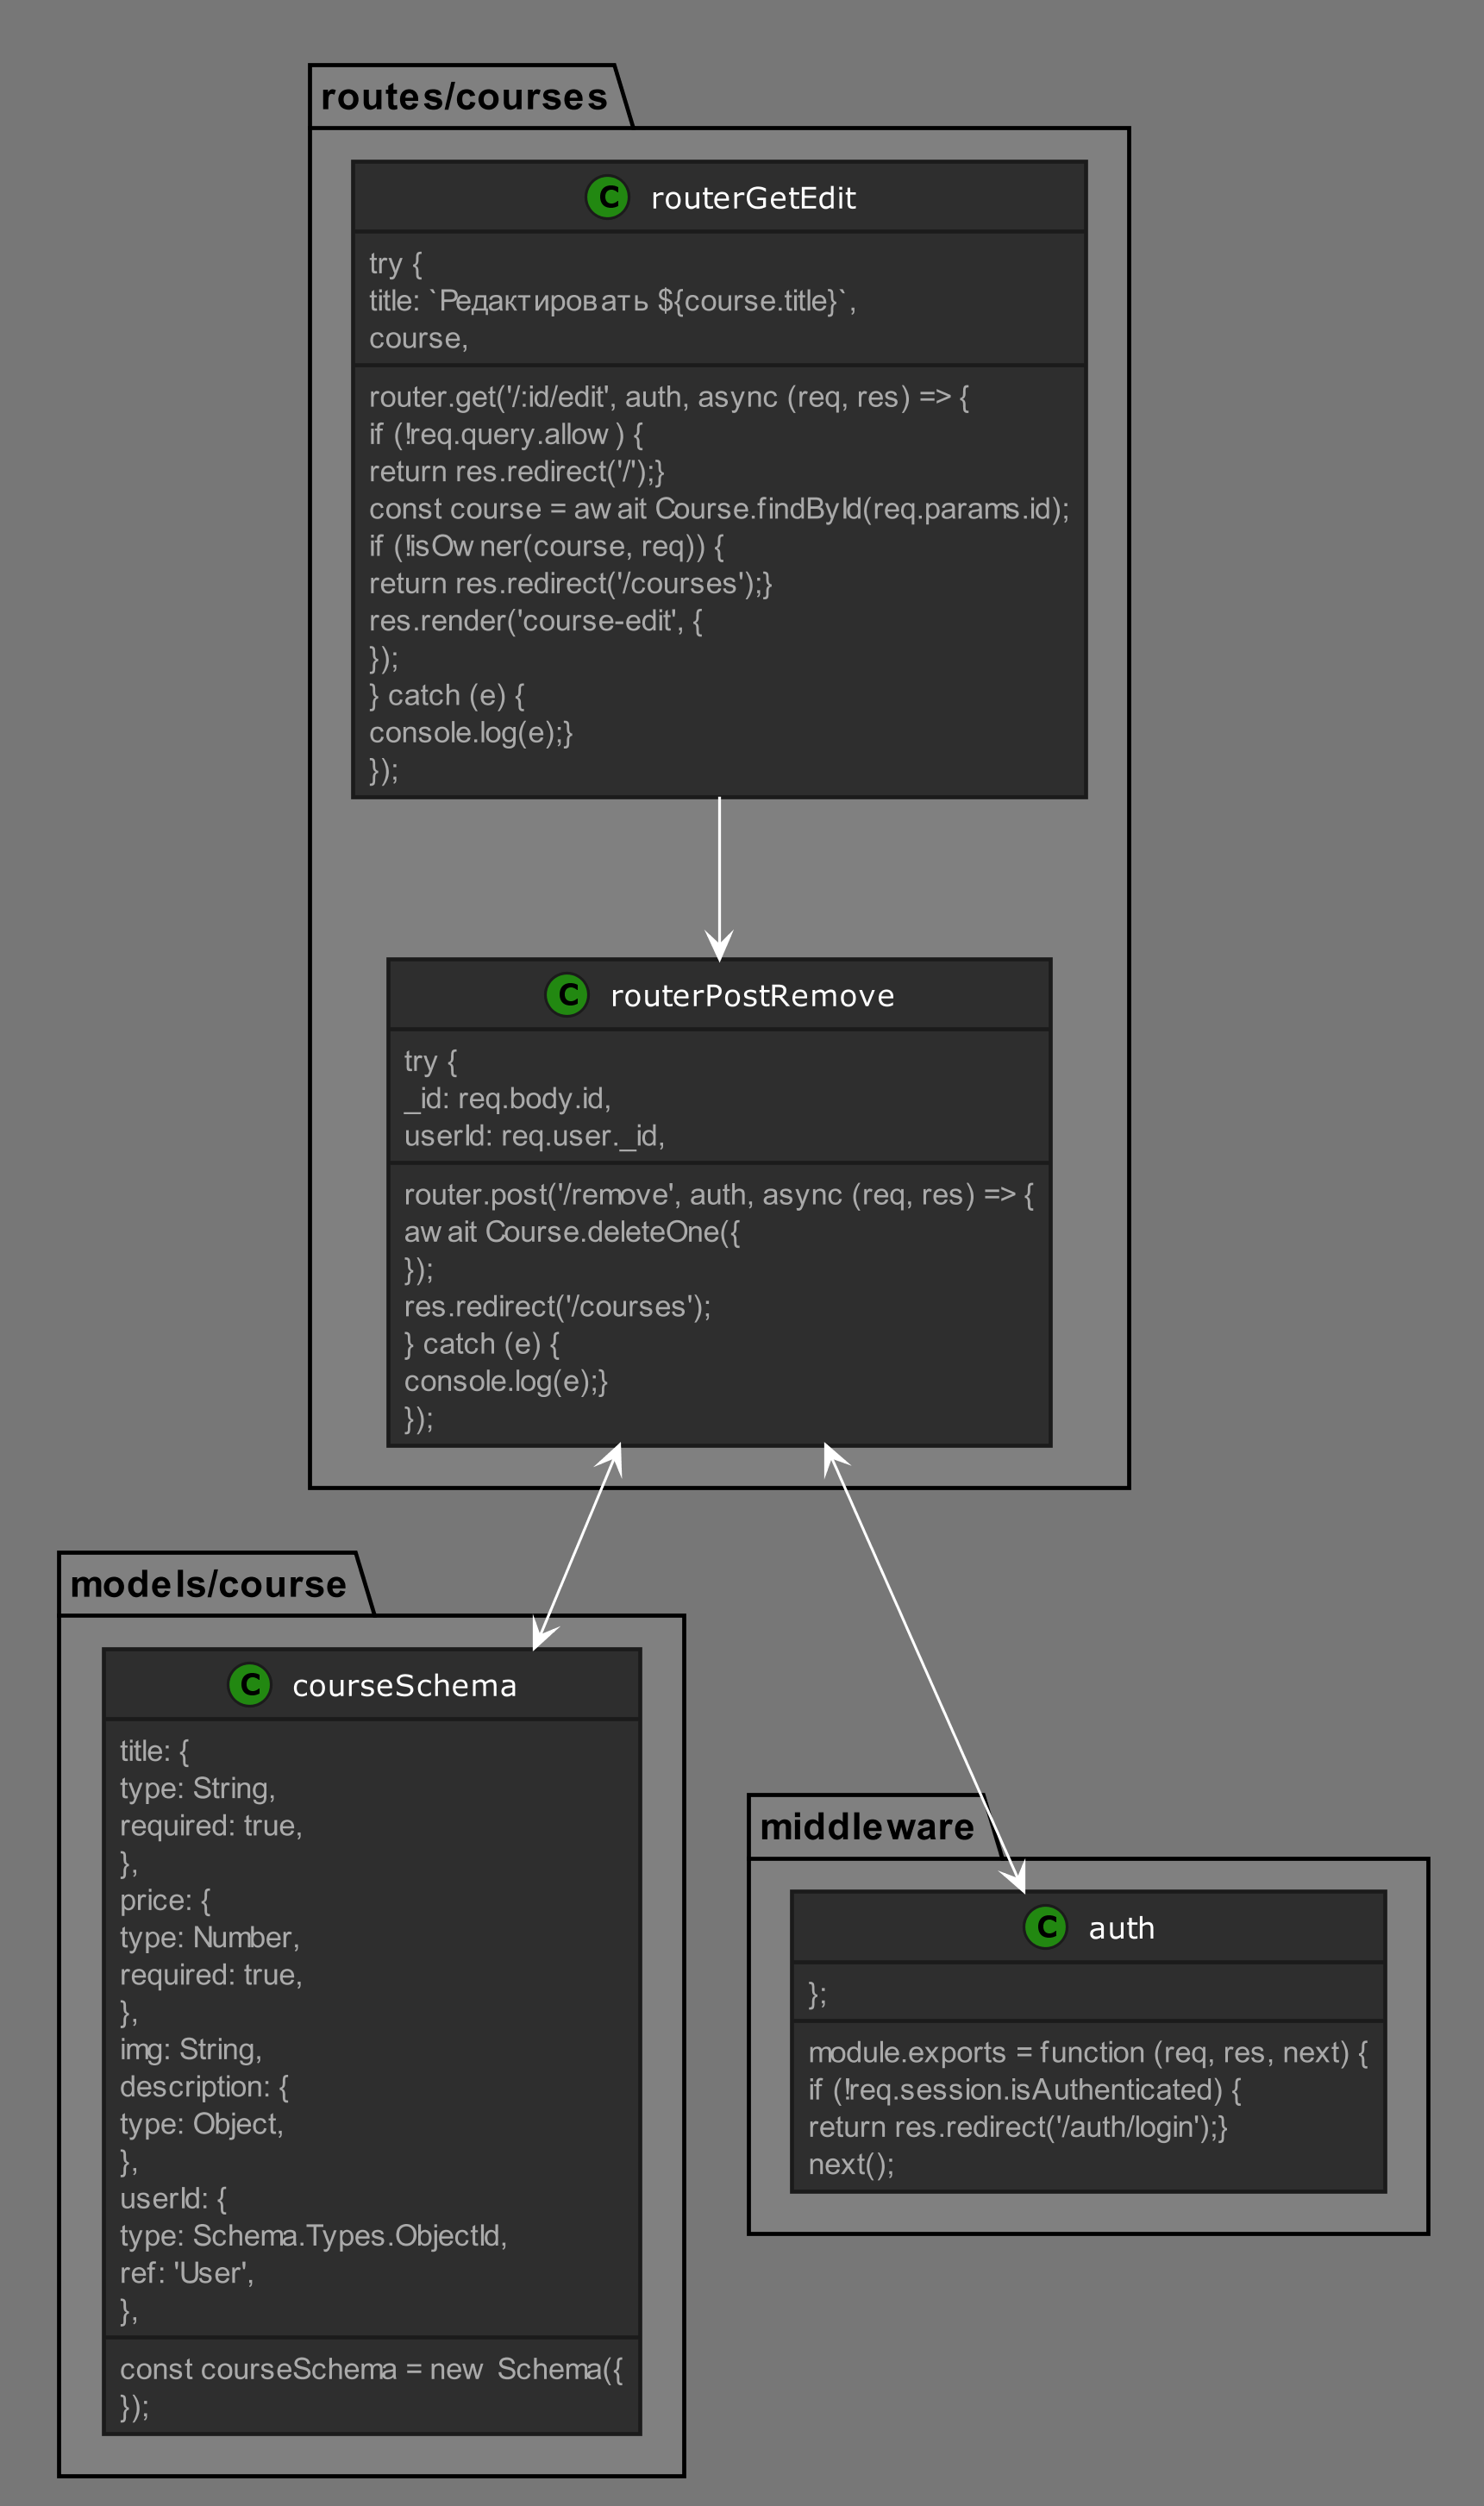 routes/courses
C routerGetEdit
try {
title: `Редактировать ${course.title}`,
course,
router.get('/:id/edit', auth, async (req, res) => {
if (!req.query.allow) {
return res.redirect('/');}
const course = await Course.findById(req.params.id);
if (!isOwner(course, req)) {
return res.redirect('/courses');}
res.render('course-edit', {
});
} catch (e) {
console.log(e);}
});
C routerPostRemove
try {
_id: req.body.id,
userId: req.user._id,
router.post('/remove', auth, async (req, res) => {
await Course.deleteOne({
});
res.redirect('/courses');
} catch (e) {
console.log(e);}
});
models/course
C courseSchema
title: {
type: String,
required: true,
},
price: {
type: Number,
required: true,
},
img: String,
description: {
type: Object,
},
userId: {
type: Schema.Types.ObjectId,
ref: 'User',
},
const courseSchema = new Schema({
});
middleware
C auth
};
module.exports = function (req, res, next) {
if (!req.session.isAuthenticated) {
return res.redirect('/auth/login');}
next();